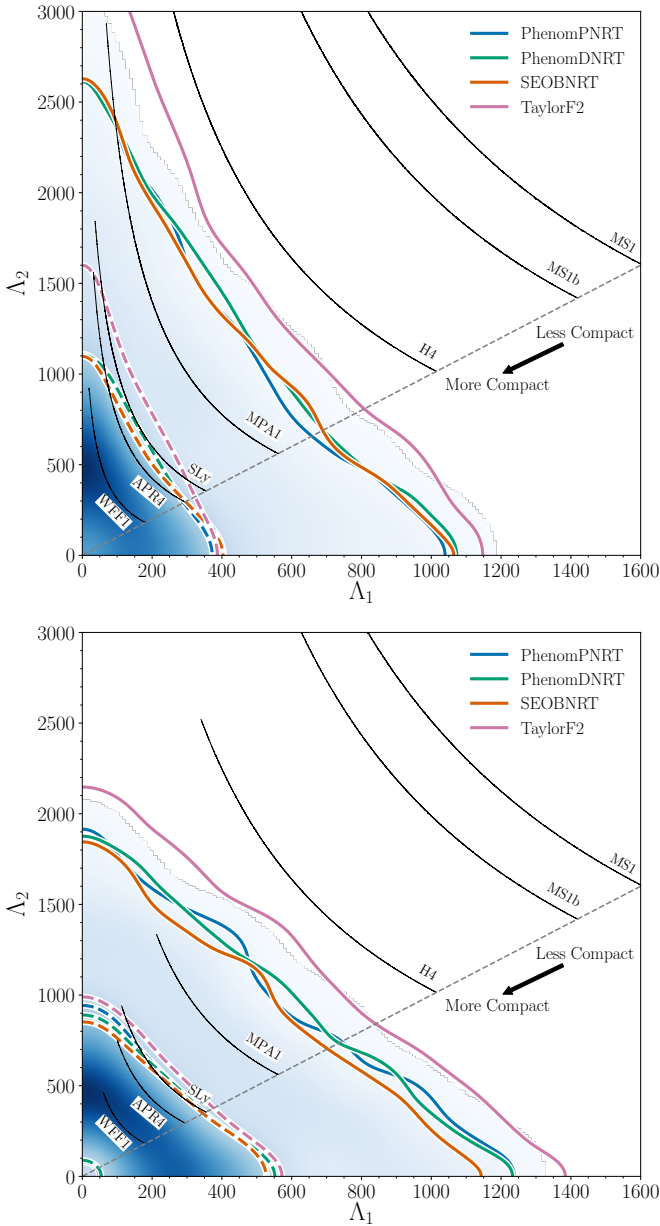 3000
2500
2000
1500
1000
500
0
Λ₂
PhenomPNRT
PhenomDNRT
SEOBNRT
TaylorF2
MS1
MS1b
Less Compact
H4
More Compact
MPA1
SLy
APR4
WFF1
0 200 400 600 800 1000 1200 1400 1600
Λ₁
3000
2500
2000
1500
1000
500
0
Λ₂
PhenomPNRT
PhenomDNRT
SEOBNRT
TaylorF2
MS1
MS1b
Less Compact
H4
More Compact
MPA1
SLy
APR4
WFF1
0 200 400 600 800 1000 1200 1400 1600
Λ₁